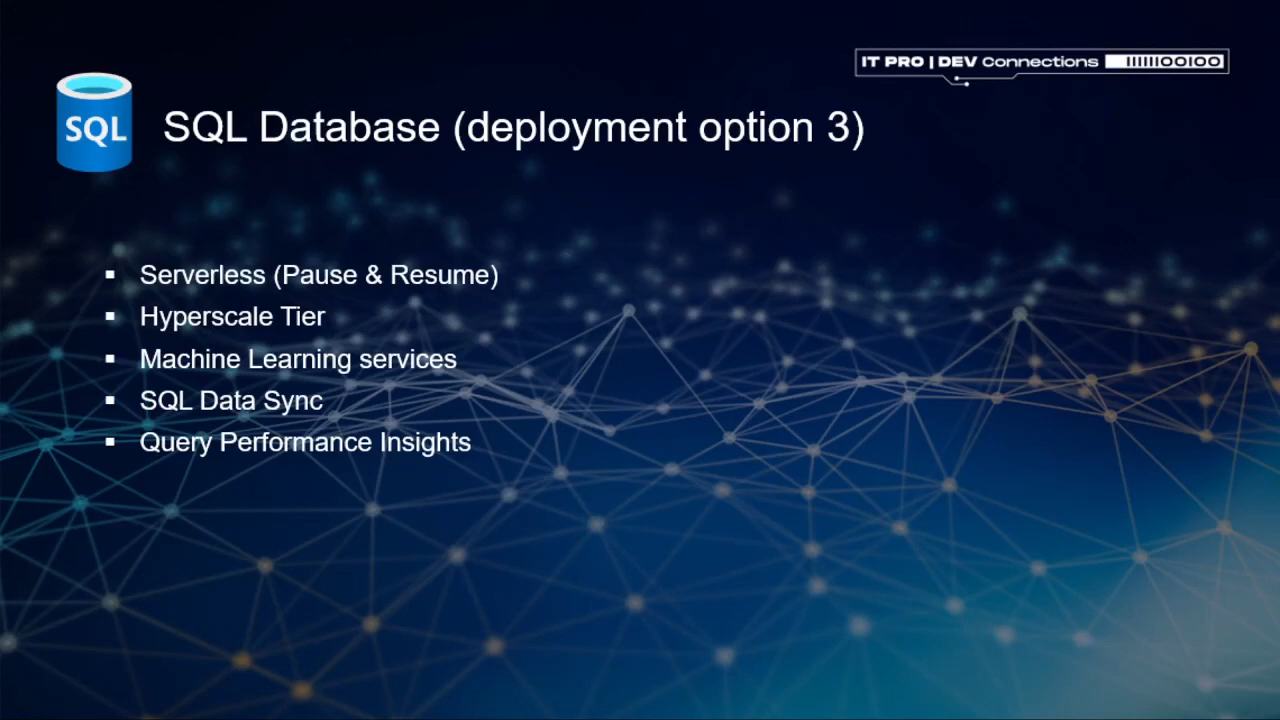 IT PRO | DEV Connections IIIIIIOOIOO
SQL
SQL Database (deployment option 3)
▪ Serverless (Pause & Resume)
▪ Hyperscale Tier
▪ Machine Learning services
▪ SQL Data Sync
▪ Query Performance Insights